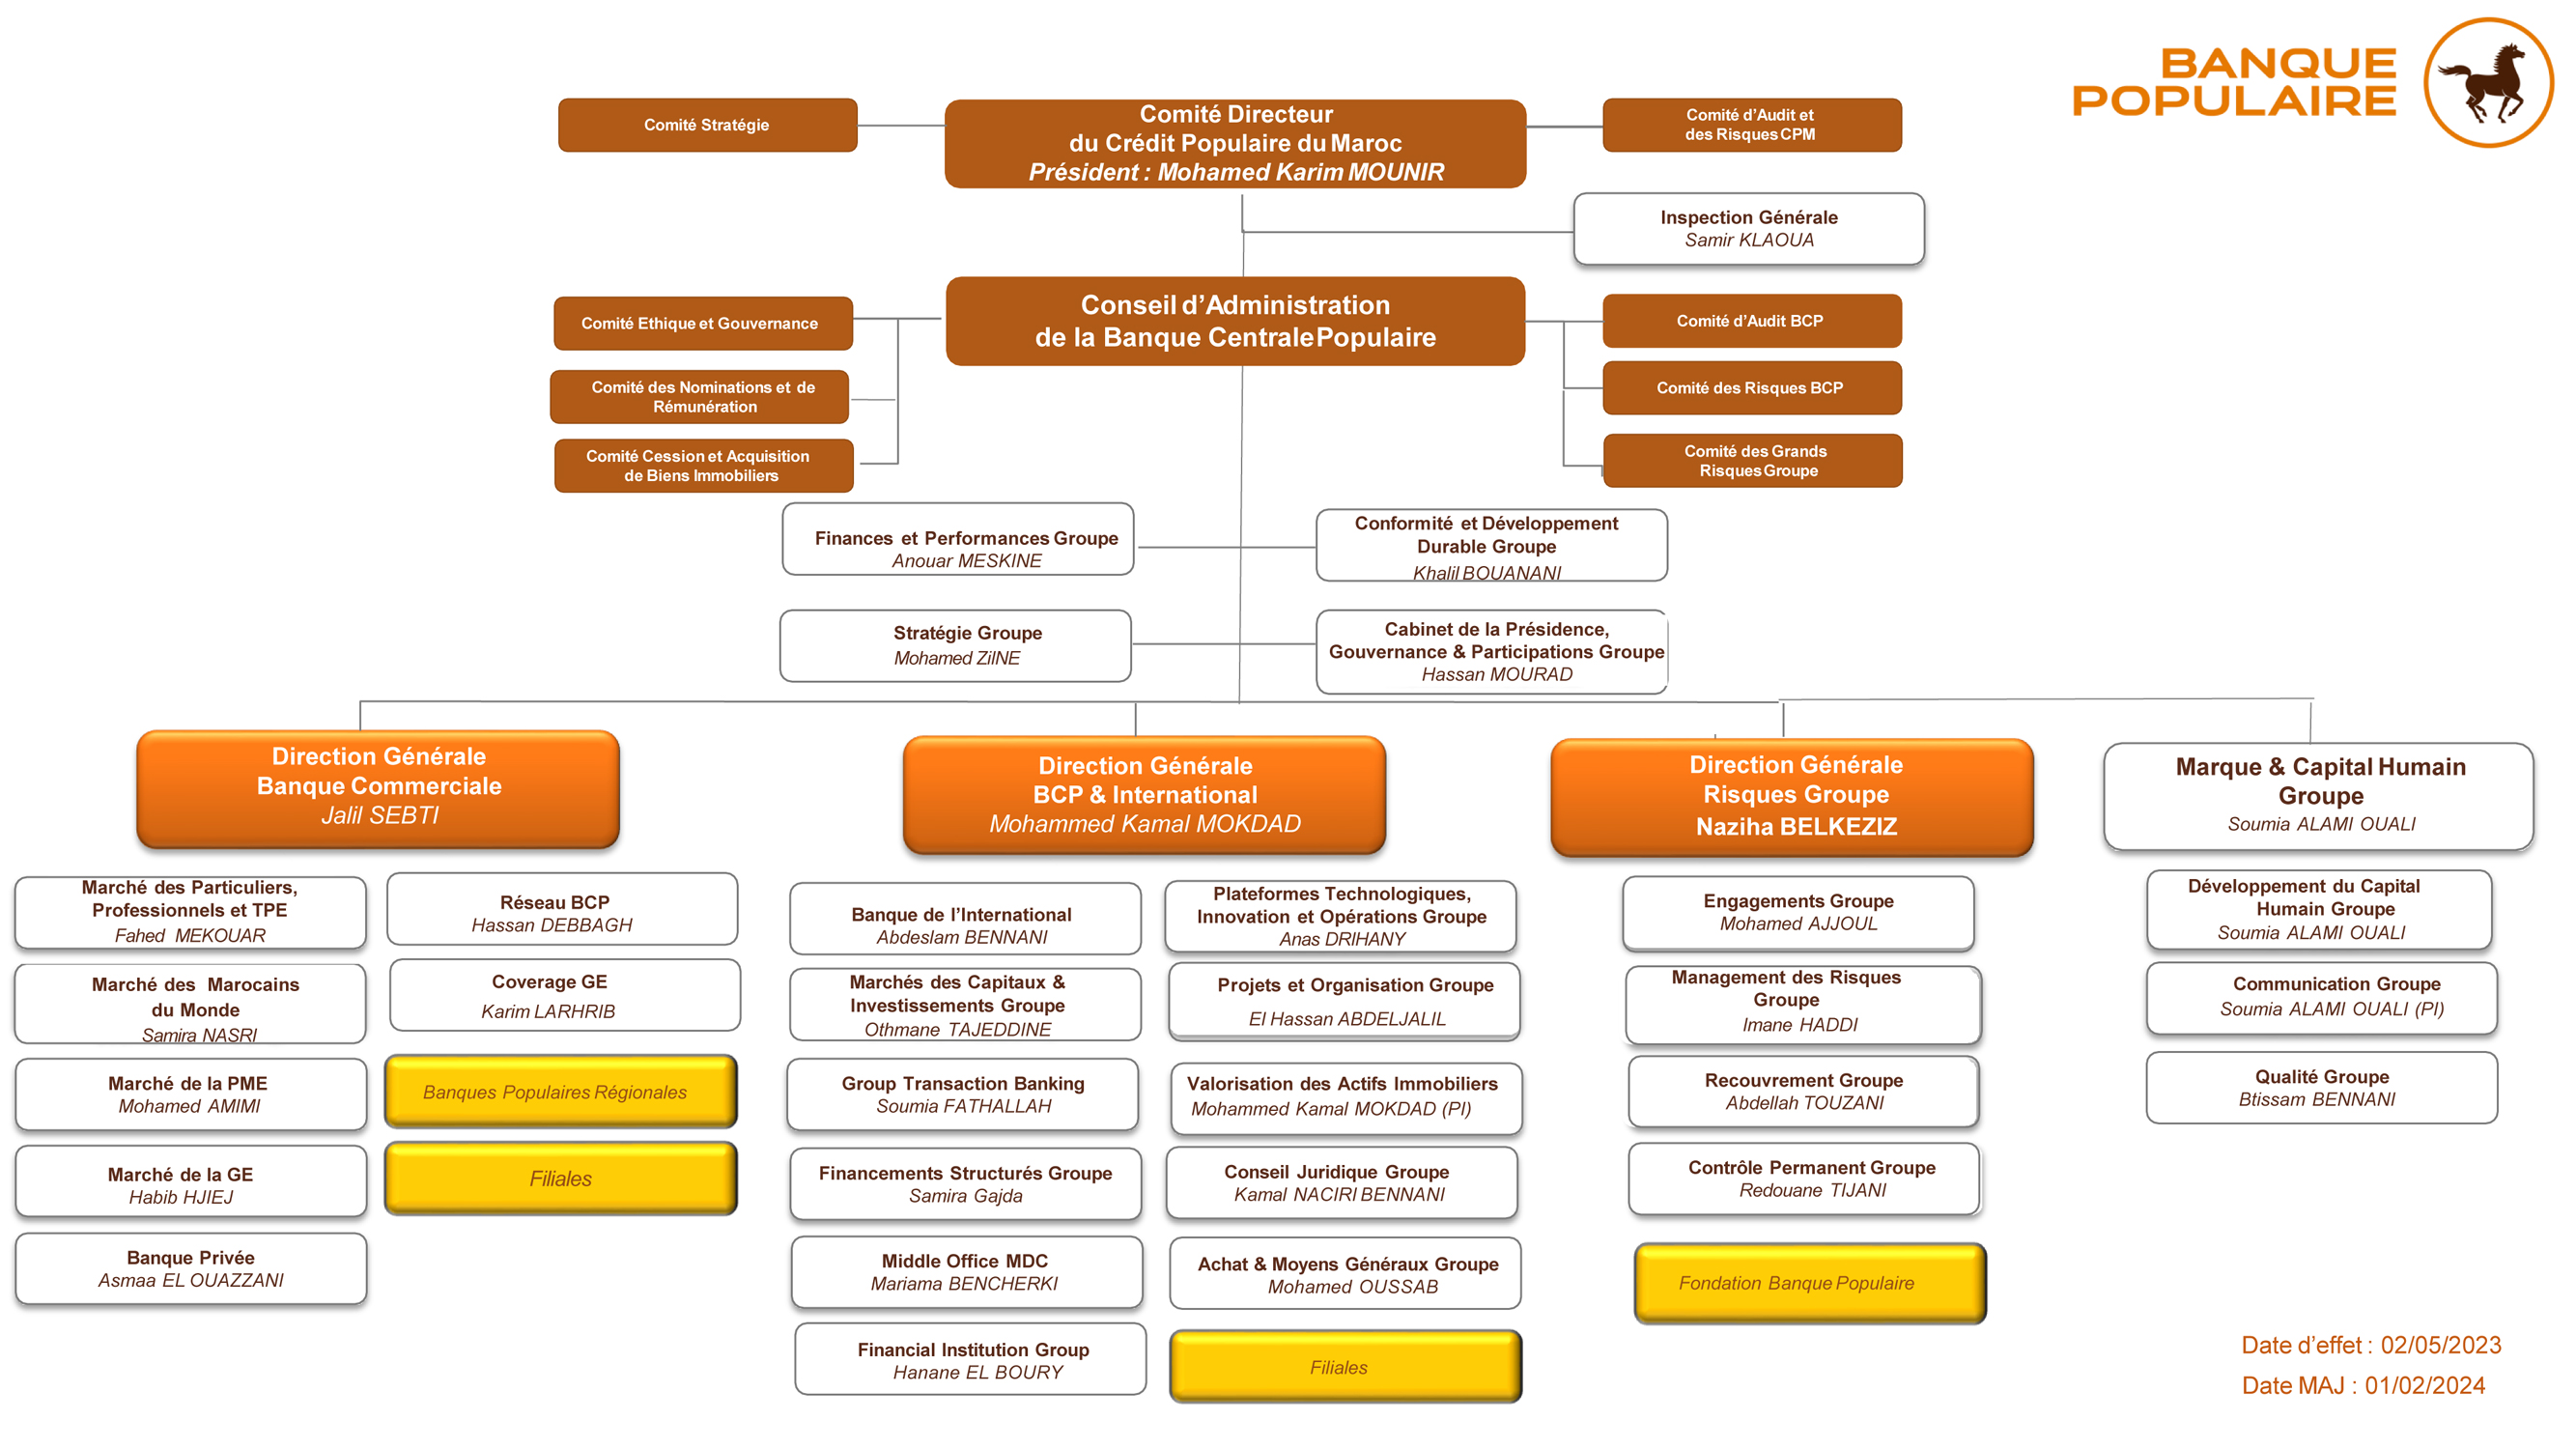 BANQUE
POPULAIRE
Comité Stratégie
Comité Directeur
du Crédit Populaire du Maroc
Président : Mohamed Karim MOUNIR
Comité d'Audit et
des Risques CPM
Inspection Générale
Samir KLAOUA
Conseil d'Administration
de la Banque Centrale Populaire
Comité Ethique et Gouvernance
Comité des Nominations et de
Rémunération
Comité Cession et Acquisition
de Biens Immobiliers
Comité d'Audit BCP
Comité des Risques BCP
Comité des Grands
Risques Groupe
Finances et Performances Groupe
Anouar MESKINE
Conformité et Développement
Durable Groupe
Khalil BOUANANI
Stratégie Groupe
Mohamed ZiINE
Cabinet de la Présidence,
Gouvernance & Participations Groupe
Hassan MOURAD
Direction Générale
Banque Commerciale
Jalil SEBTI
Direction Générale
BCP & International
Mohammed Kamal MOKDAD
Direction Générale
Risques Groupe
Naziha BELKEZIZ
Marque & Capital Humain
Groupe
Soumia ALAMI OUALI
Marché des Particuliers,
Professionnels et TPE
Fahed MEKOUAR
Marché des Marocains
du Monde
Samira NASRI
Marché de la PME
Mohamed AMIMI
Marché de la GE
Habib HJIEJ
Banque Privée
Asmaa EL OUAZZANI
Réseau BCP
Hassan DEBBAGH
Coverage GE
Karim LARHRIB
Banques Populaires Régionales
Filiales
Banque de l'International
Abdeslam BENNANI
Marchés des Capitaux &
Investissements Groupe
Othmane TAJEDDINE
Group Transaction Banking
Soumia FATHALLAH
Financements Structurés Groupe
Samira Gajda
Middle Office MDC
Mariama BENCHERKI
Financial Institution Group
Hanane EL BOURY
Plateformes Technologiques,
Innovation et Opérations Groupe
Anas DRIHANY
Projets et Organisation Groupe
El Hassan ABDELJALIL
Valorisation des Actifs Immobiliers
Mohammed Kamal MOKDAD (PI)
Conseil Juridique Groupe
Kamal NACIRI BENNANI
Achat & Moyens Généraux Groupe
Mohamed OUSSAB
Filiales
Engagements Groupe
Mohamed AJJOUL
Management des Risques
Groupe
Imane HADDI
Recouvrement Groupe
Abdellah TOUZANI
Contrôle Permanent Groupe
Redouane TIJANI
Fondation Banque Populaire
Développement du Capital
Humain Groupe
Soumia ALAMI OUALI
Communication Groupe
Soumia ALAMI OUALI (PI)
Qualité Groupe
Btissam BENNANI
Date d'effet : 02/05/2023
Date MAJ : 01/02/2024